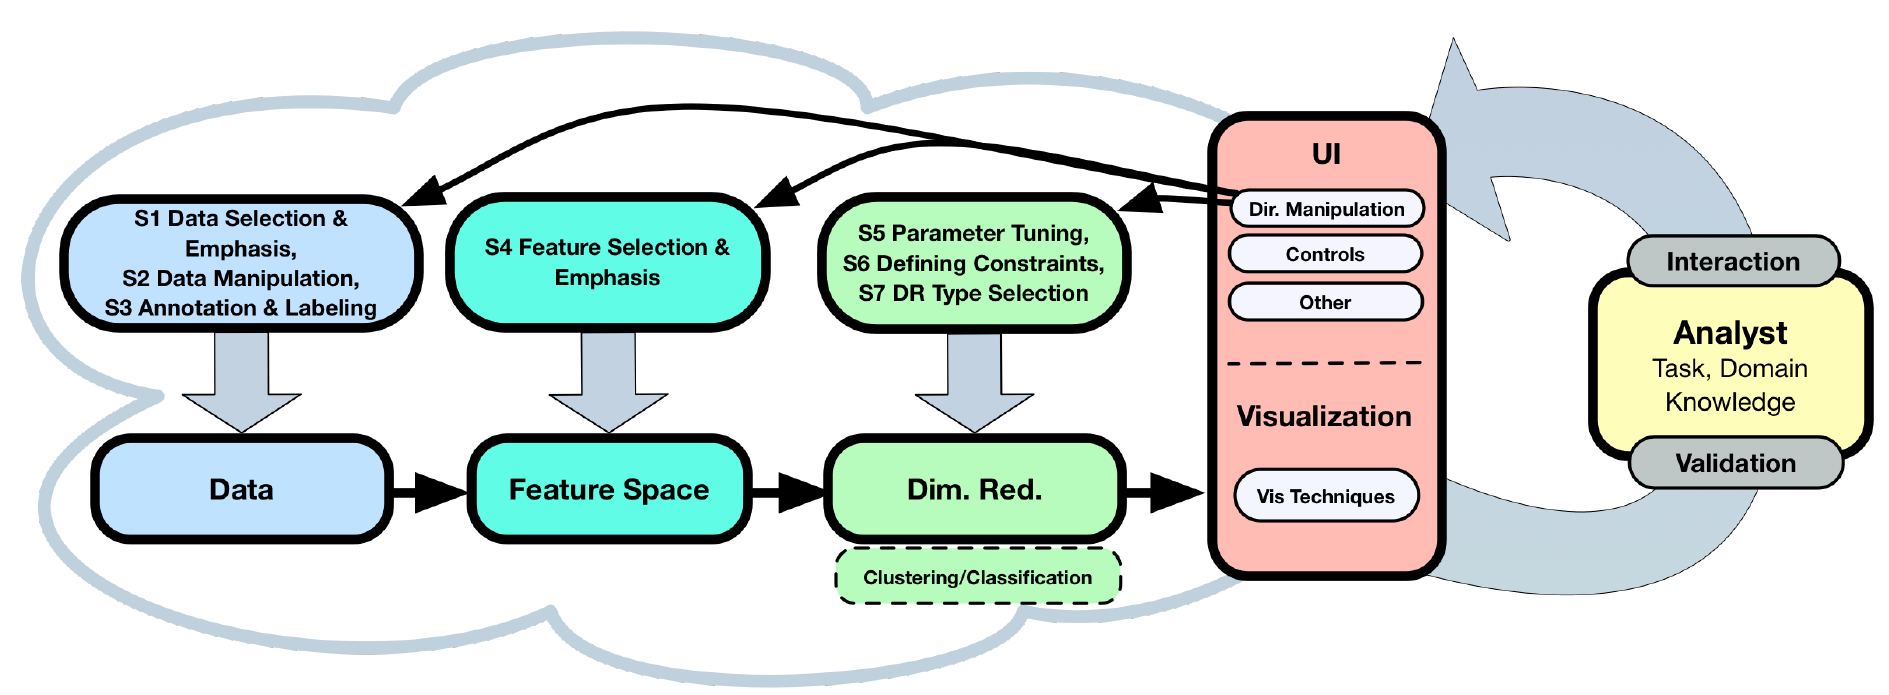 S1 Data Selection &
Emphasis,
S2 Data Manipulation,
S3 Annotation & Labeling
S4 Feature Selection &
Emphasis
S5 Parameter Tuning,
S6 Defining Constraints,
S7 DR Type Selection
UI
Dir. Manipulation
Controls
Other
Visualization
Vis Techniques
Interaction
Analyst
Task, Domain
Knowledge
Validation
Data
Feature Space
Dim. Red.
Clustering/Classification